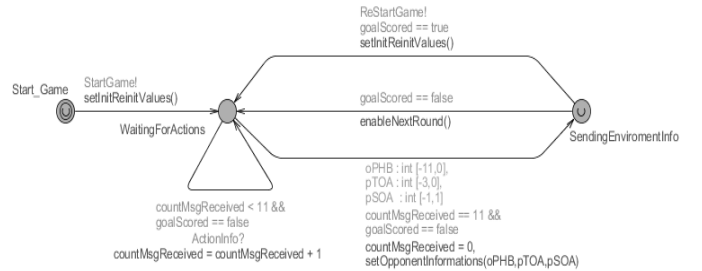 ReStartGame!
goalScored == true
setInitReinitValues()
Start_Game
StartGame!
setInitReinitValues()
goalScored == false
enableNextRound()
WaitingForActions
SendingEnviromentInfo
oPHB : int [-11,0],
pTOA : int [-3,0],
pSOA : int [-1,1]
countMsgReceived == 11 &&
goalScored == false
countMsgReceived = 0,
setOpponentInformations(oPHB,pTOA,pSOA)
countMsgReceived < 11 &&
goalScored == false
ActionInfo?
countMsgReceived = countMsgReceived + 1